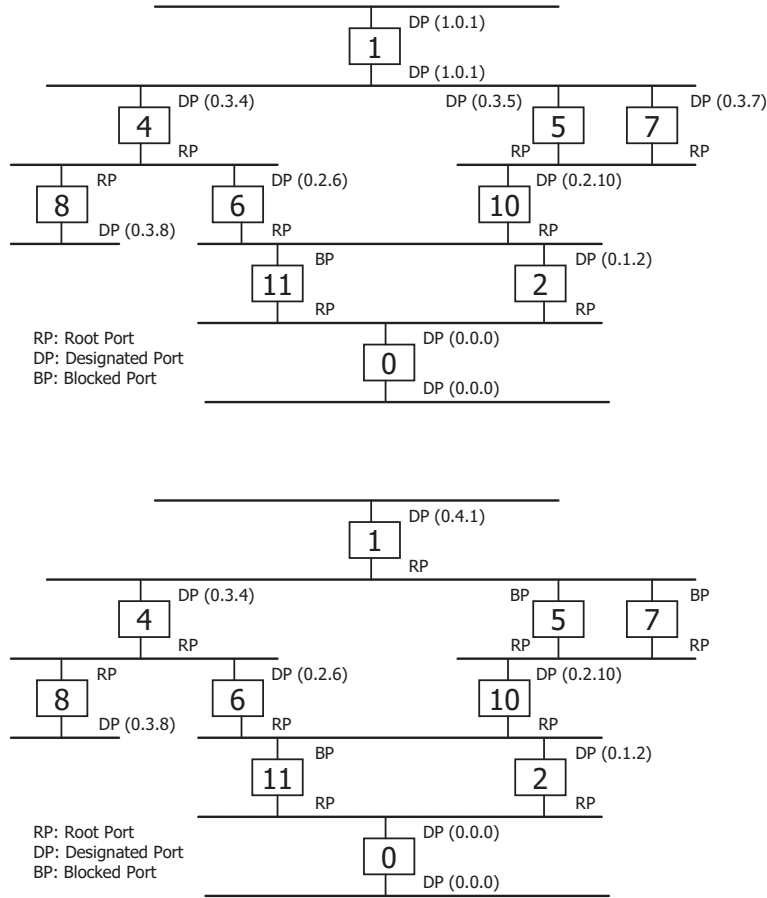 DP (1.0.1)
1
DP (1.0.1)
DP (0.3.4)
DP (0.3.5)
DP (0.3.7)
4
5
7
RP
RP
RP
RP
DP (0.2.6)
DP (0.2.10)
8
6
10
DP (0.3.8)
RP
RP
BP
DP (0.1.2)
11
2
RP
RP
RP: Root Port
DP: Designated Port
BP: Blocked Port
DP (0.0.0)
0
DP (0.0.0)
DP (0.4.1)
1
RP
DP (0.3.4)
BP
BP
4
5
7
RP
RP
RP
RP
DP (0.2.6)
DP (0.2.10)
8
6
10
DP (0.3.8)
RP
RP
BP
DP (0.1.2)
11
2
RP
RP
RP: Root Port
DP: Designated Port
BP: Blocked Port
DP (0.0.0)
0
DP (0.0.0)